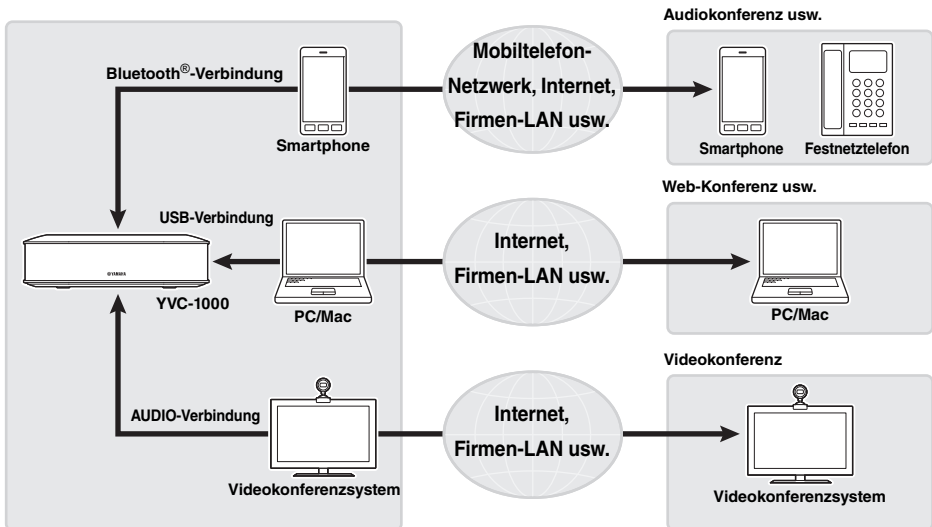 Audiokonferenz usw.
Bluetooth®-Verbindung
Smartphone
Mobiltelefon-
Netzwerk, Internet,
Firmen-LAN usw.
Smartphone
Festnetztelefon
Web-Konferenz usw.
USB-Verbindung
YAMAHA
YVC-1000
PC/Mac
Internet,
Firmen-LAN usw.
PC/Mac
Videokonferenz
AUDIO-Verbindung
Videokonferenzsystem
Internet,
Firmen-LAN usw.
Videokonferenzsystem